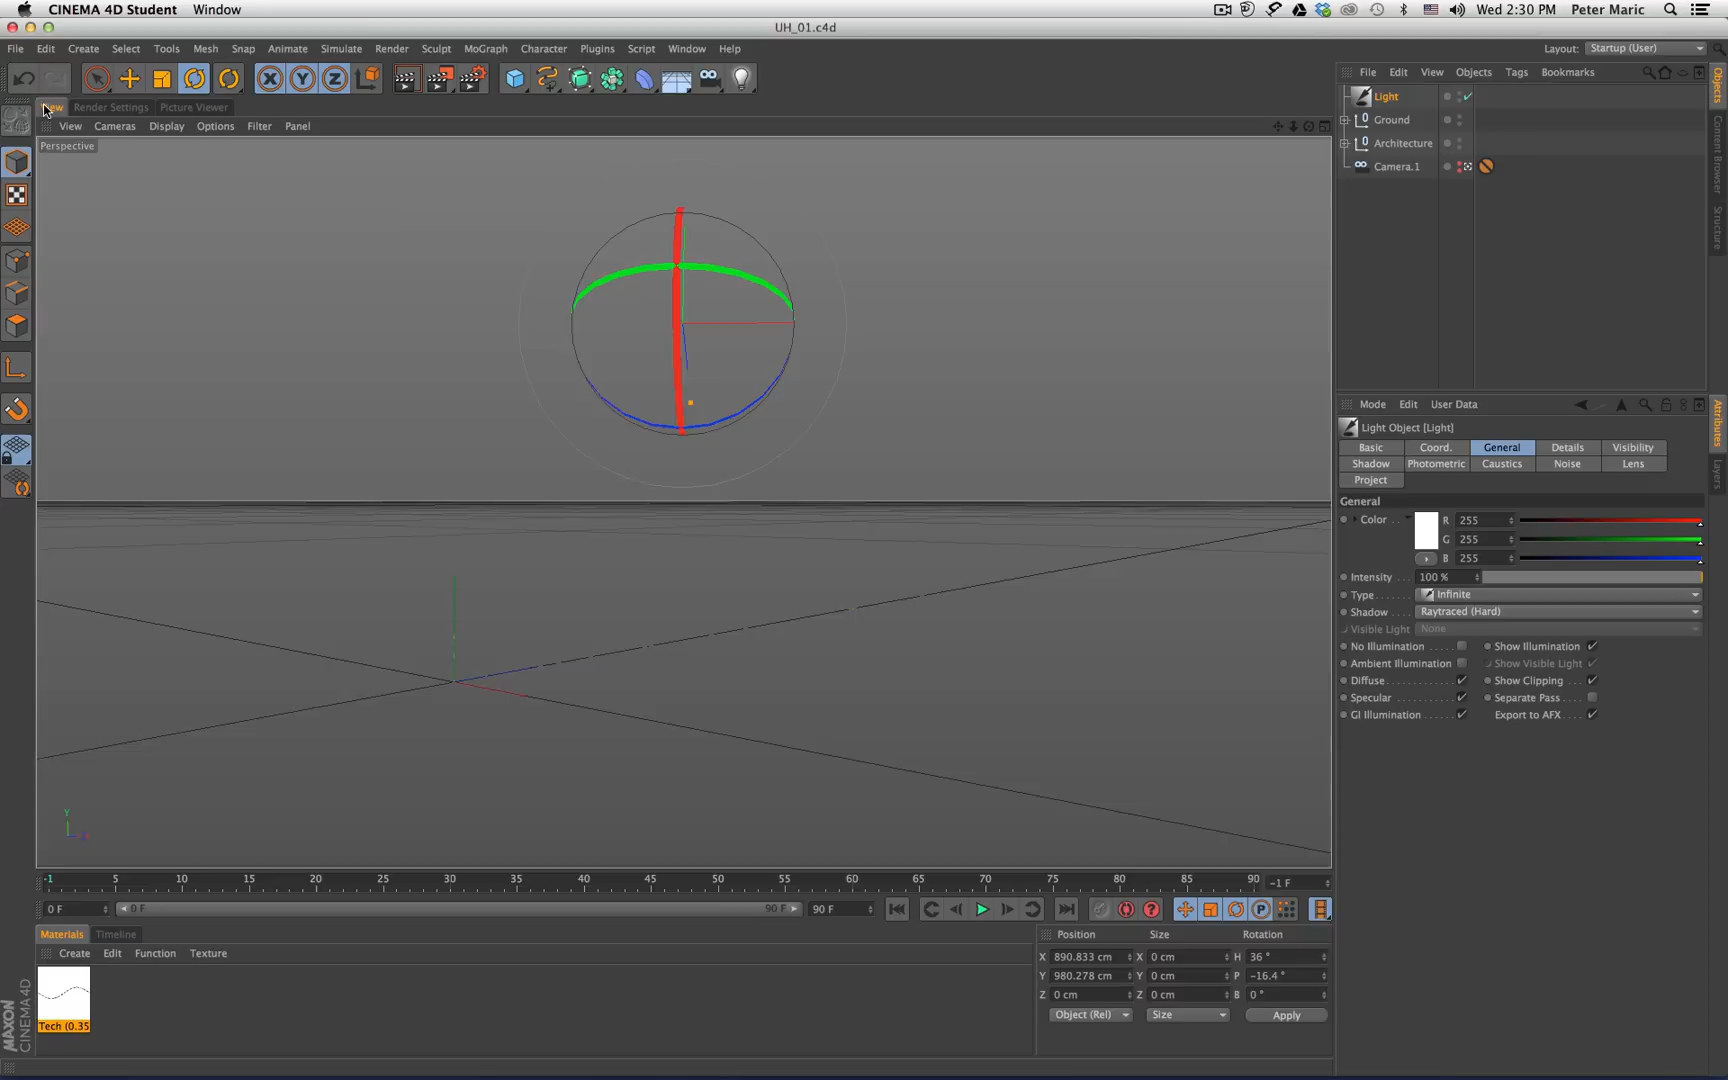 CINEMA 4D Student Window
Wed 2:30 PM Peter Maric
UH_01.c4d
File Edit Create Select Tools Mesh Snap Animate Simulate Render Sculpt MoGraph Character Plugins Script Window Help
Layout: Startup (User)
File Edit View Objects Tags Bookmarks
View Render Settings Picture Viewer
View Cameras Display Options Filter Panel
Perspective
Light
Ground
Architecture
Camera.1
Objects
Content Browser
Structure
Attributes
Layers
Mode Edit User Data
Light Object [Light]
Basic Coord. General Details Visibility
Shadow Photometric Caustics Noise Lens
Project
General
Color . . R 255
G 255
B 255
Intensity . . . 100 %
Type . . . . . . Infinite
Shadow . . . Raytraced (Hard)
Visible Light None
No Illumination . . . . Show Illumination
Ambient Illumination Show Visible Light
Diffuse . . . . . . . . . . Show Clipping . . . .
Specular . . . . . . . . . Separate Pass . . . .
GI Illumination . . . . . Export to AFX . . . .
Y
X
-1 5 10 15 20 25 30 35 40 45 50 55 60 65 70 75 80 85 90 -1 F
0 F 0 F 90 F 90 F
Materials Timeline
Create Edit Function Texture
Tech (0.35
MAXON
CINEMA 4D
Position Size Rotation
X 890.833 cm X 0 cm H 36 °
Y 980.278 cm Y 0 cm P -16.4 °
Z 0 cm Z 0 cm B 0 °
Object (Rel) Size Apply